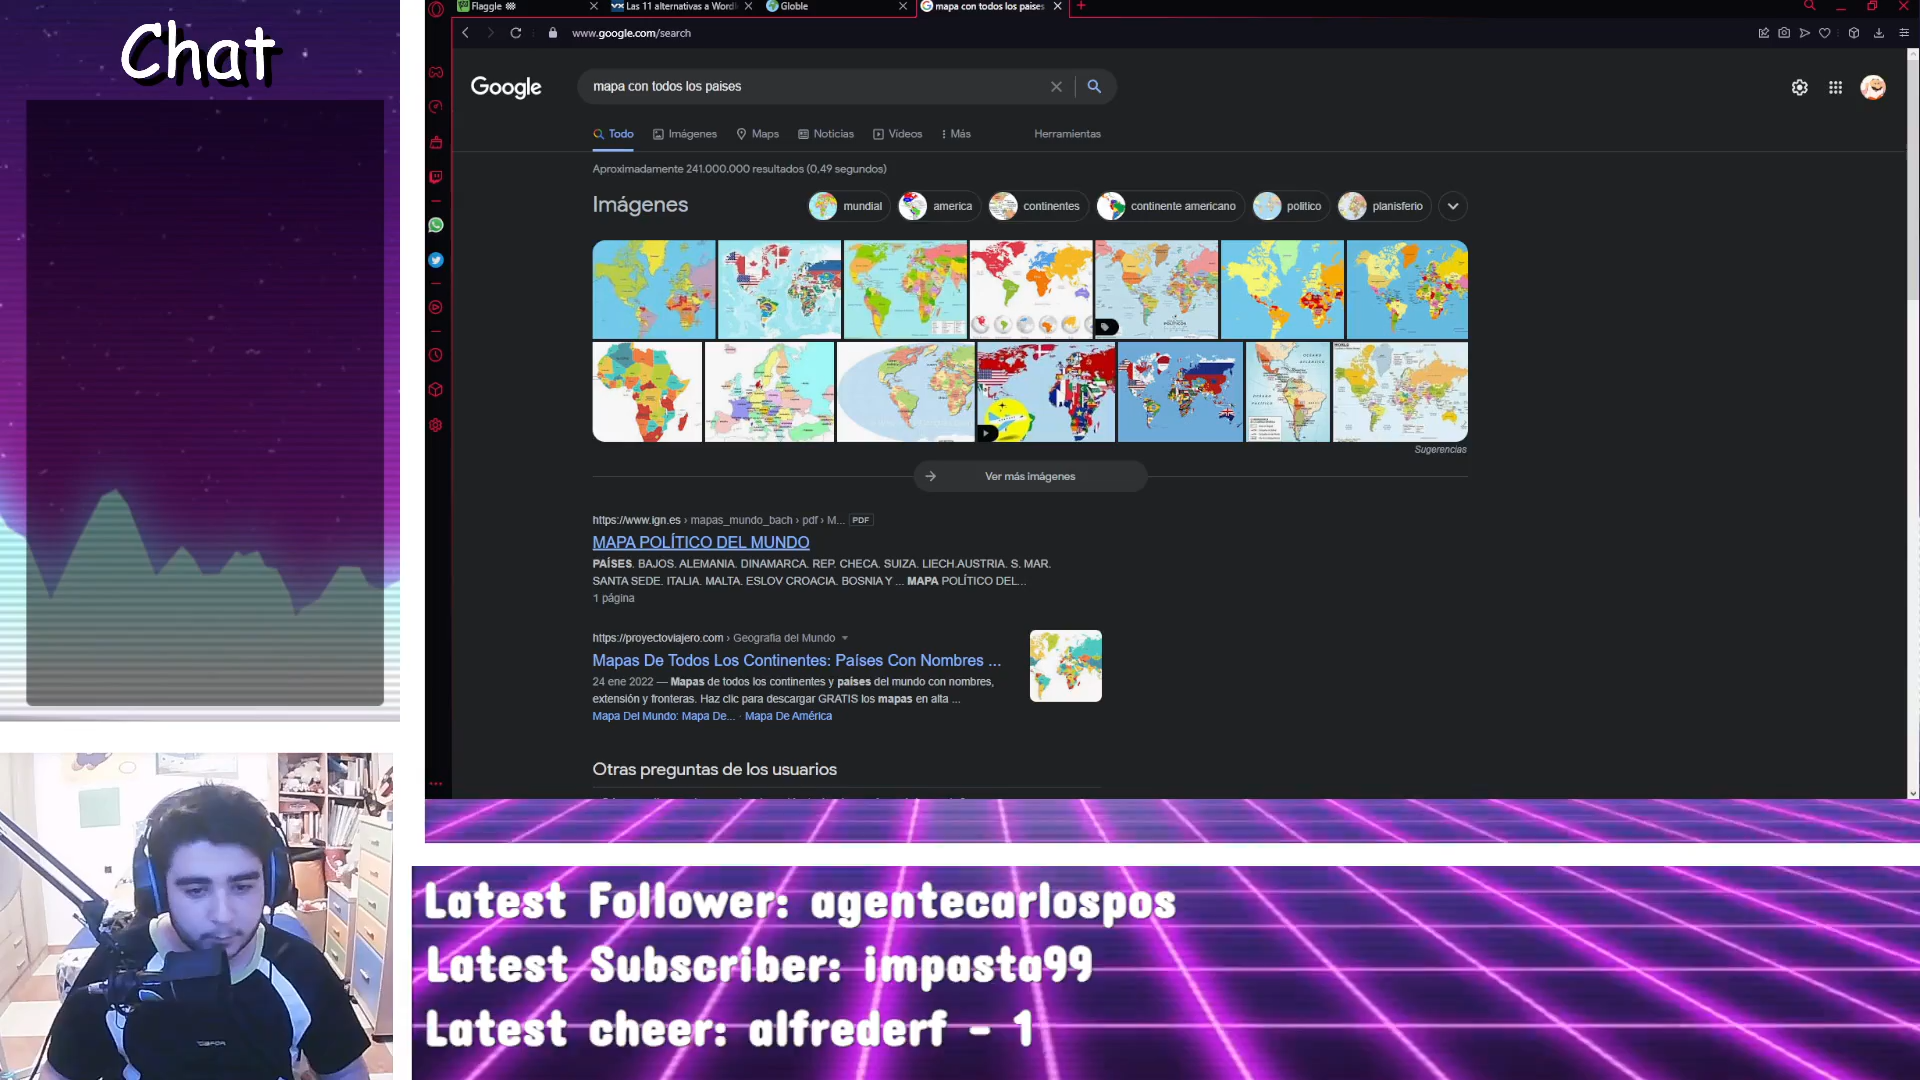 Chat
Flaggle
Las 11 alternativas a Wordl
Globle
mapa con todos los paises
www.google.com/search
Google
mapa con todos los paises
Todo
Imágenes
Maps
Noticias
Vídeos
Más
Herramientas
Aproximadamente 241.000.000 resultados (0,49 segundos)
Imágenes
mundial
america
continentes
continente americano
politico
planisferio
Sugerencias
Ver más imágenes
https://www.ign.es › mapas_mundo_bach › pdf › M... PDF
MAPA POLÍTICO DEL MUNDO
PAÍSES. BAJOS. ALEMANIA. DINAMARCA. REP. CHECA. SUIZA. LIECH.AUSTRIA. S. MAR.
SANTA SEDE. ITALIA. MALTA. ESLOV CROACIA. BOSNIA Y ... MAPA POLÍTICO DEL...
1 página
https://proyectoviajero.com › Geografía del Mundo
Mapas De Todos Los Continentes: Países Con Nombres ...
24 ene 2022 — Mapas de todos los continentes y países del mundo con nombres,
extensión y fronteras. Haz clic para descargar GRATIS los mapas en alta ...
Mapa Del Mundo: Mapa De... · Mapa De América
Otras preguntas de los usuarios
Latest Follower: agentecarlospos
Latest Subscriber: impasta99
Latest cheer: alfrederf - 1